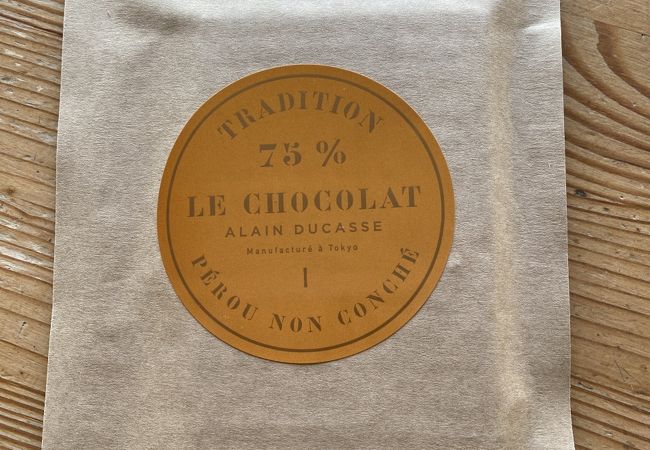 TRADITION
75 %
LE CHOCOLAT
ALAIN DUCASSE
Manufacturé à Tokyo
I
PÉROU NON CONCHÉ